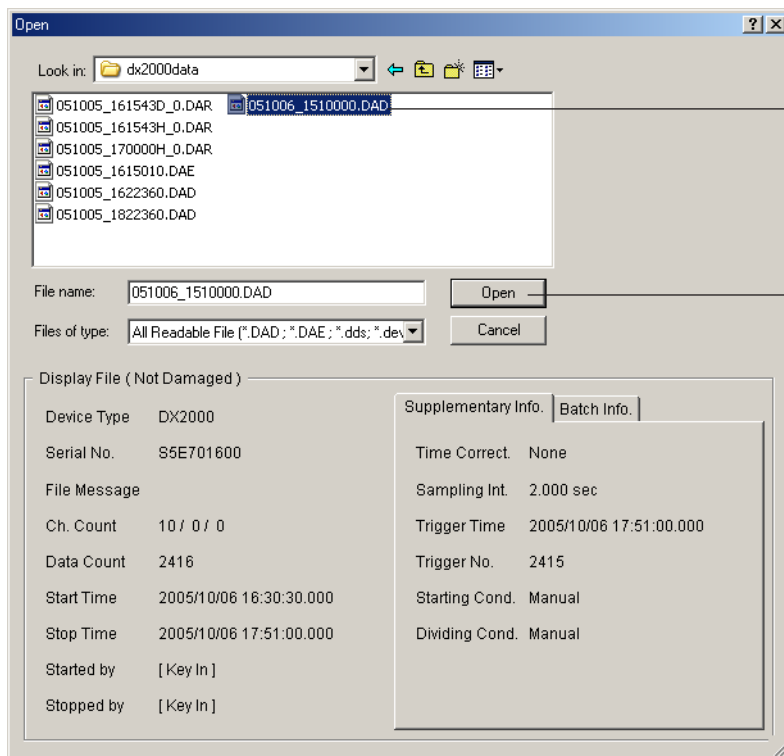 Open
Look in: dx2000data
051005_161543D_0.DAR 051006_1510000.DAD
051005_161543H_0.DAR
051005_170000H_0.DAR
051005_1615010.DAE
051005_1622360.DAD
051005_1822360.DAD
File name: 051006_1510000.DAD Open
Files of type: All Readable File (*.DAD ; *.DAE ; *.dds; *.dev Cancel
Display File ( Not Damaged )
Device Type DX2000
Serial No. S5E701600
File Message
Ch. Count 10 / 0 / 0
Data Count 2416
Start Time 2005/10/06 16:30:30.000
Stop Time 2005/10/06 17:51:00.000
Started by [ Key In ]
Stopped by [ Key In ]
Supplementary Info. Batch Info.
Time Correct. None
Sampling Int. 2.000 sec
Trigger Time 2005/10/06 17:51:00.000
Trigger No. 2415
Starting Cond. Manual
Dividing Cond. Manual